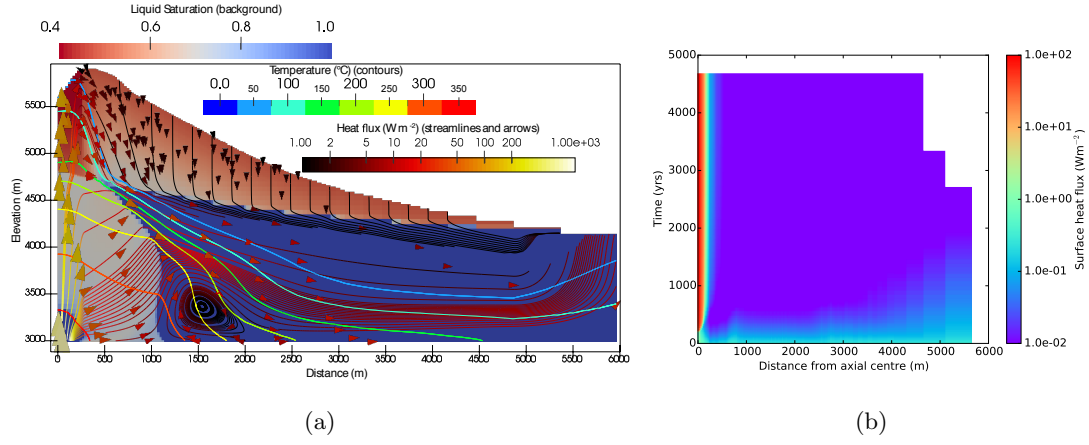 Liquid Saturation (background)
0.4 0.6 0.8 1.0
Temperature (°C) (contours)
0.0 50 100 150 200 250 300 350
Heat flux (W m⁻²) (streamlines and arrows)
1.00 2 5 10 20 50 100 200 1.00e+03
Elevation (m)
5500
5000
4500
4000
3500
3000
0 500 1000 1500 2000 2500 3000 3500 4000 4500 5000 5500 6000
Distance (m)
(a)
Time (yrs)
5000
4000
3000
2000
1000
0
0 1000 2000 3000 4000 5000 6000
Distance from axial centre (m)
1.0e+02
1.0e+01
1.0e+00
1.0e-01
1.0e-02
Surface heat flux (Wm⁻²)
(b)